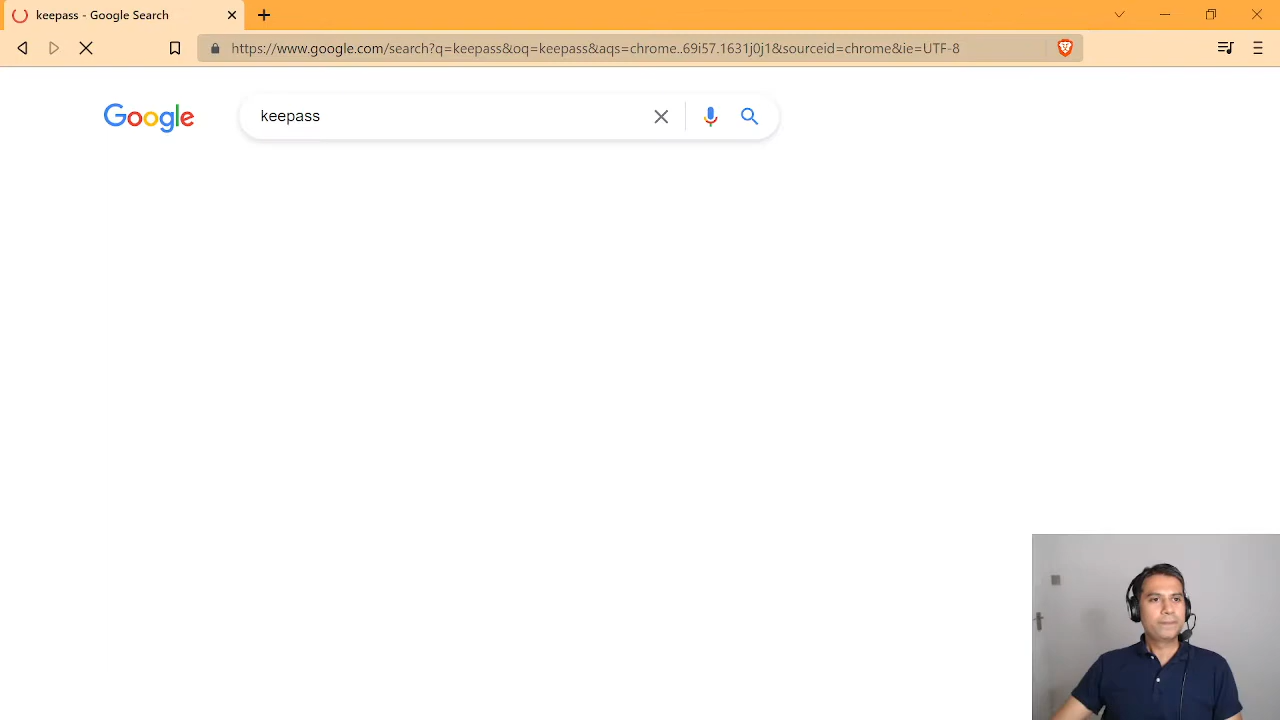 keepass - Google Search
https://www.google.com/search?q=keepass&oq=keepass&aqs=chrome..69i57.1631j0j1&sourceid=chrome&ie=UTF-8
Google
keepass